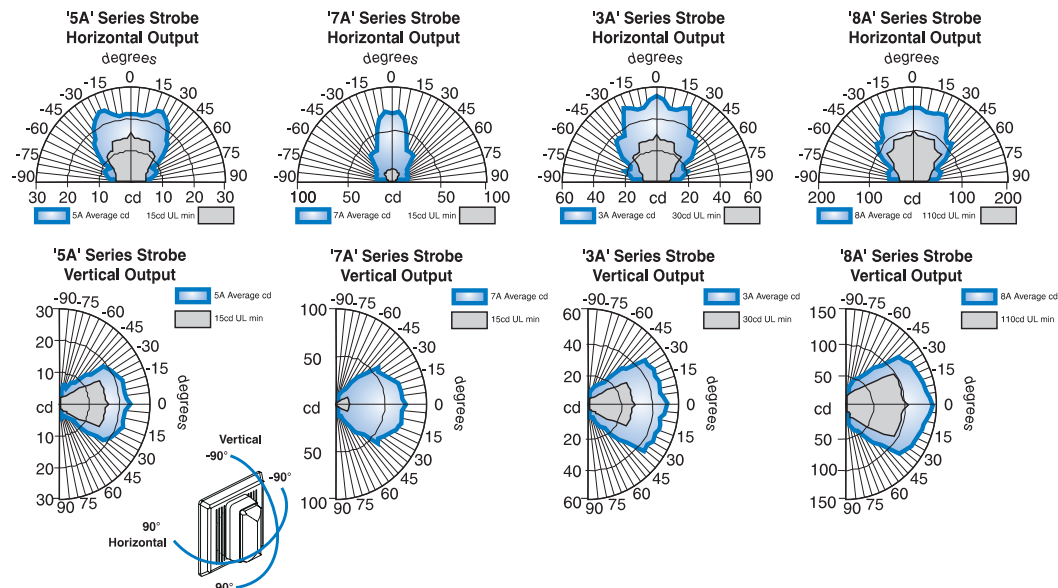 '5A' Series Strobe
Horizontal Output
degrees
-90 -75 -60 -45 -30 -15 0 15 30 45 60 75 90
30 20 10 cd 10 20 30
5A Average cd 15cd UL min
'7A' Series Strobe
Horizontal Output
degrees
-90 -75 -60 -45 -30 -15 0 15 30 45 60 75 90
100 50 cd 50 100
7A Average cd 15cd UL min
'3A' Series Strobe
Horizontal Output
degrees
-90 -75 -60 -45 -30 -15 0 15 30 45 60 75 90
60 40 20 cd 20 40 60
3A Average cd 30cd UL min
'8A' Series Strobe
Horizontal Output
degrees
-90 -75 -60 -45 -30 -15 0 15 30 45 60 75 90
200 100 cd 100 200
8A Average cd 110cd UL min
'5A' Series Strobe
Vertical Output
5A Average cd
15cd UL min
30 20 10 cd 10 20 30
-90 -75 -60 -45 -30 -15 0 15 30 45 60 75 90
degrees
'7A' Series Strobe
Vertical Output
7A Average cd
15cd UL min
100 50 cd 50 100
-90 -75 -60 -45 -30 -15 0 15 30 45 60 75 90
degrees
'3A' Series Strobe
Vertical Output
3A Average cd
30cd UL min
60 40 20 cd 20 40 60
-90 -75 -60 -45 -30 -15 0 15 30 45 60 75 90
degrees
'8A' Series Strobe
Vertical Output
8A Average cd
110cd UL min
150 100 50 cd 50 100 150
-90 -75 -60 -45 -30 -15 0 15 30 45 60 75 90
degrees
Vertical
-90°
-90°
90°
Horizontal
90°